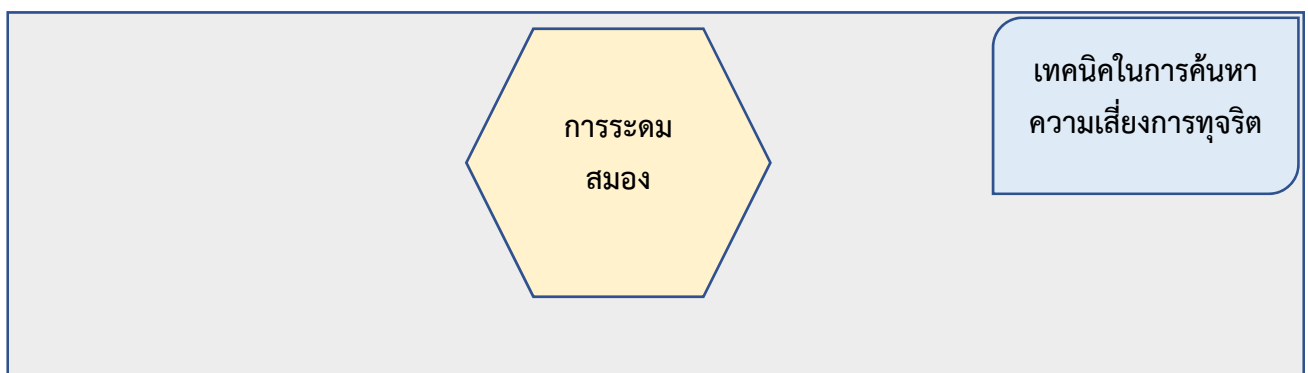 เทคนิคในการค้นหา
ความเสี่ยงการทุจริต
การระดม
สมอง